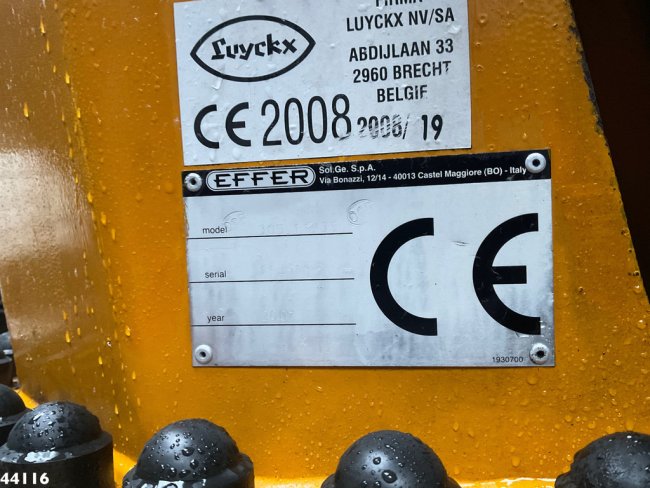 FIRMA
Luyckx
LUYCKX NV/SA
ABDIJLAAN 33
2960 BRECHT
BELGIF
CE 2008
2008/ 19
EFFER
Sol.Ge. S.p.A.
Via Bonazzi, 12/14 - 40013 Castel Maggiore (BO) - Italy
model
serial
year
CE
1930700
44116